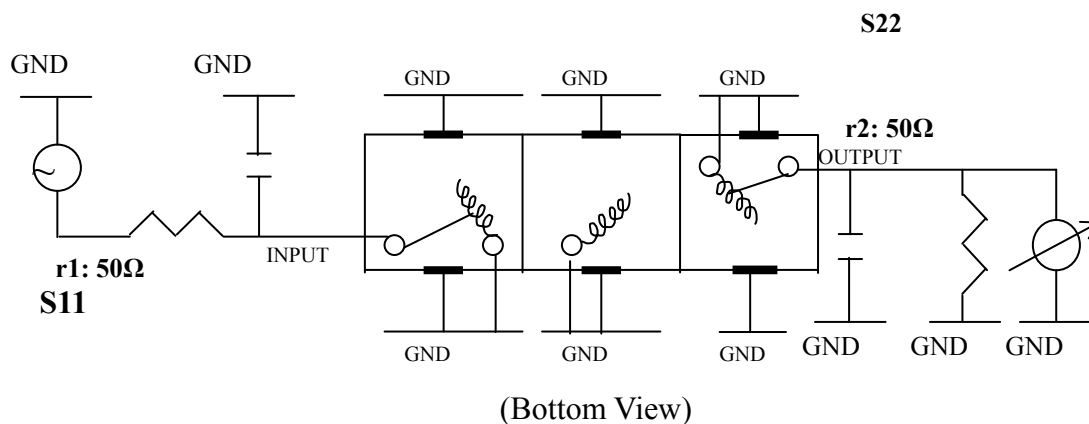 S22
GND
GND
GND
GND
GND
r2: 50Ω
OUTPUT
~
INPUT
r1: 50Ω
S11
GND
GND
GND
GND
GND
GND
(Bottom View)